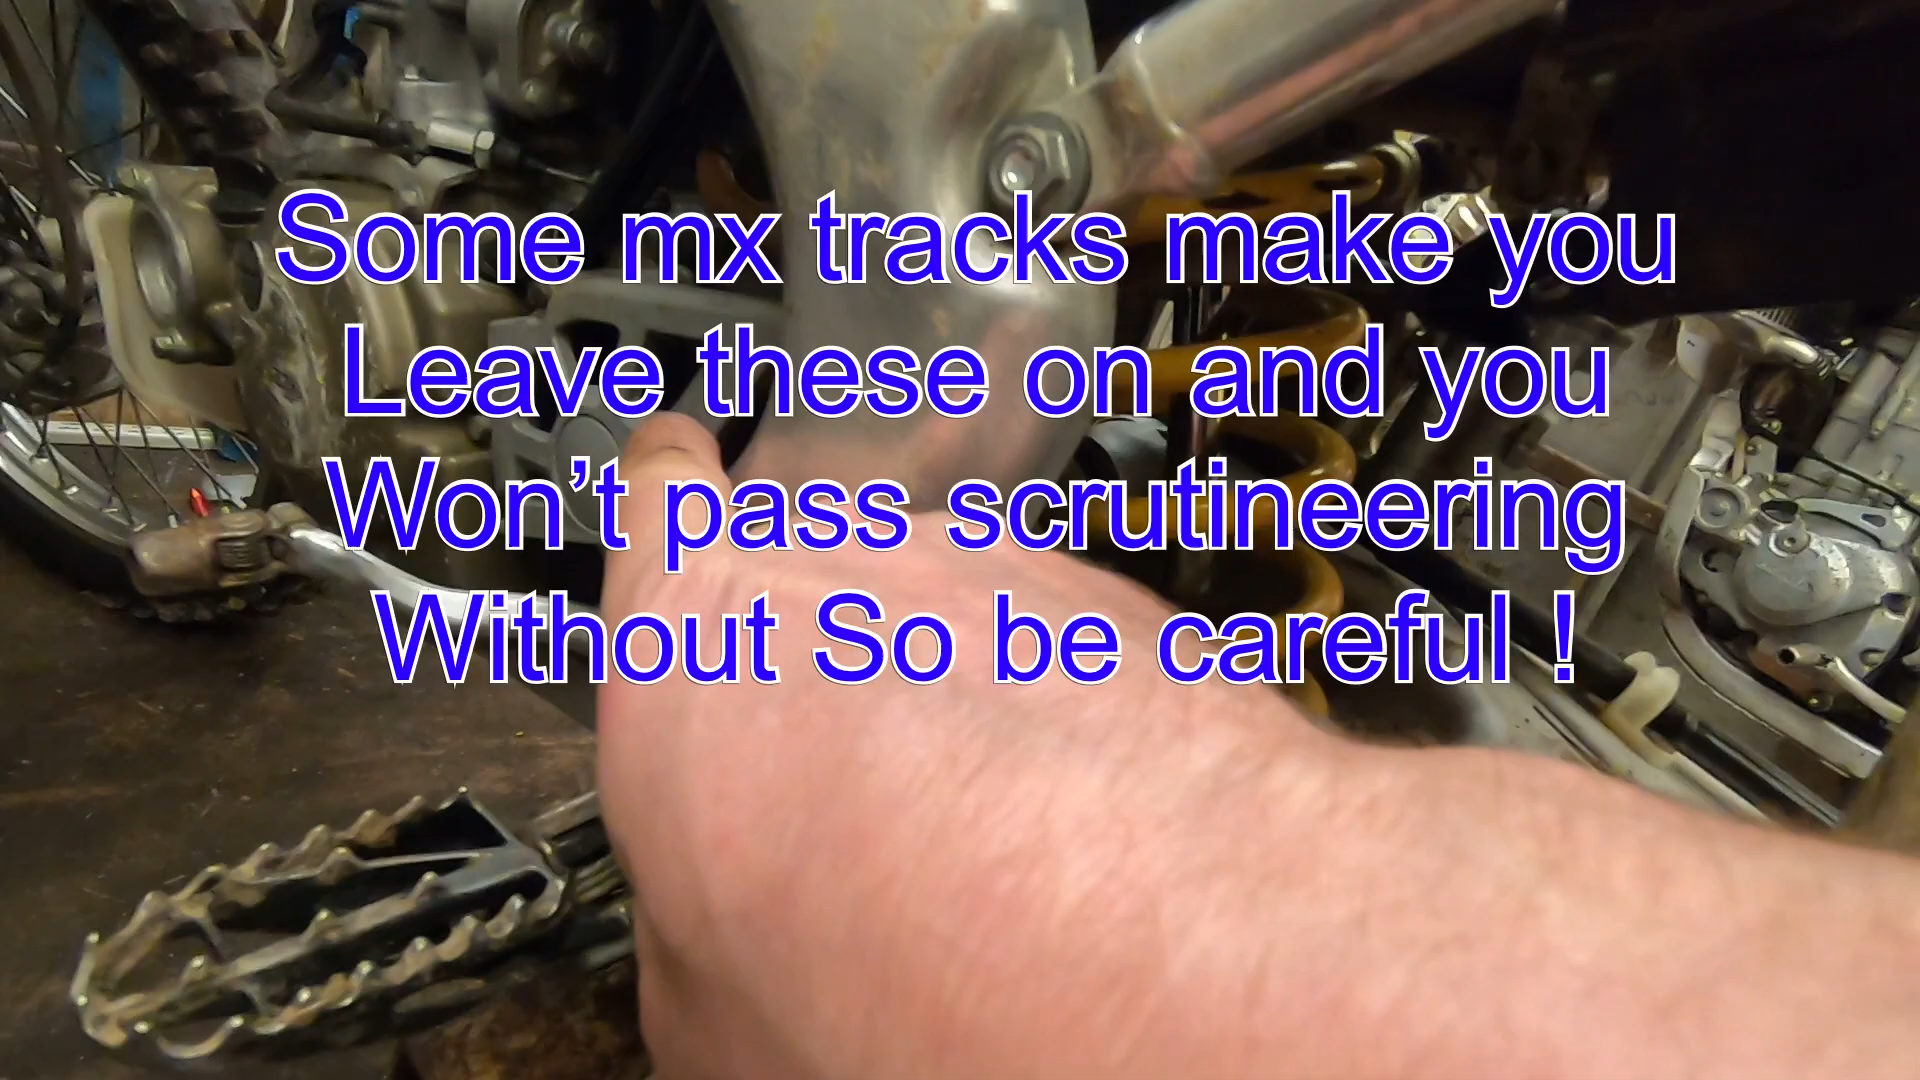 Some mx tracks make you
Leave these on and you
Won’t pass scrutineering
Without So be careful !